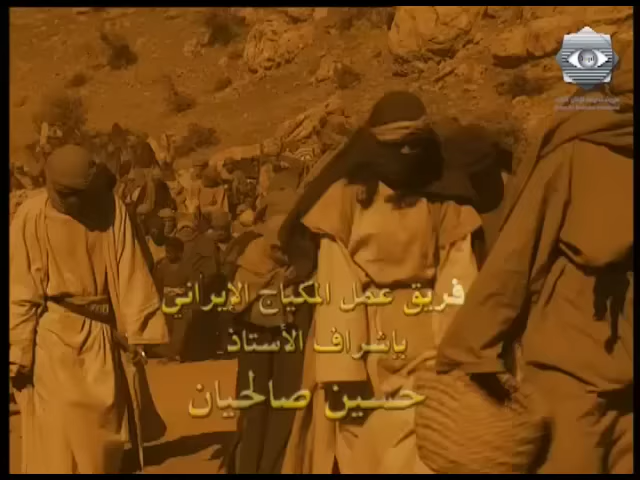 فريق عمل المكياج الإيراني
بإشراف الأستاذ
حسين صالحيان